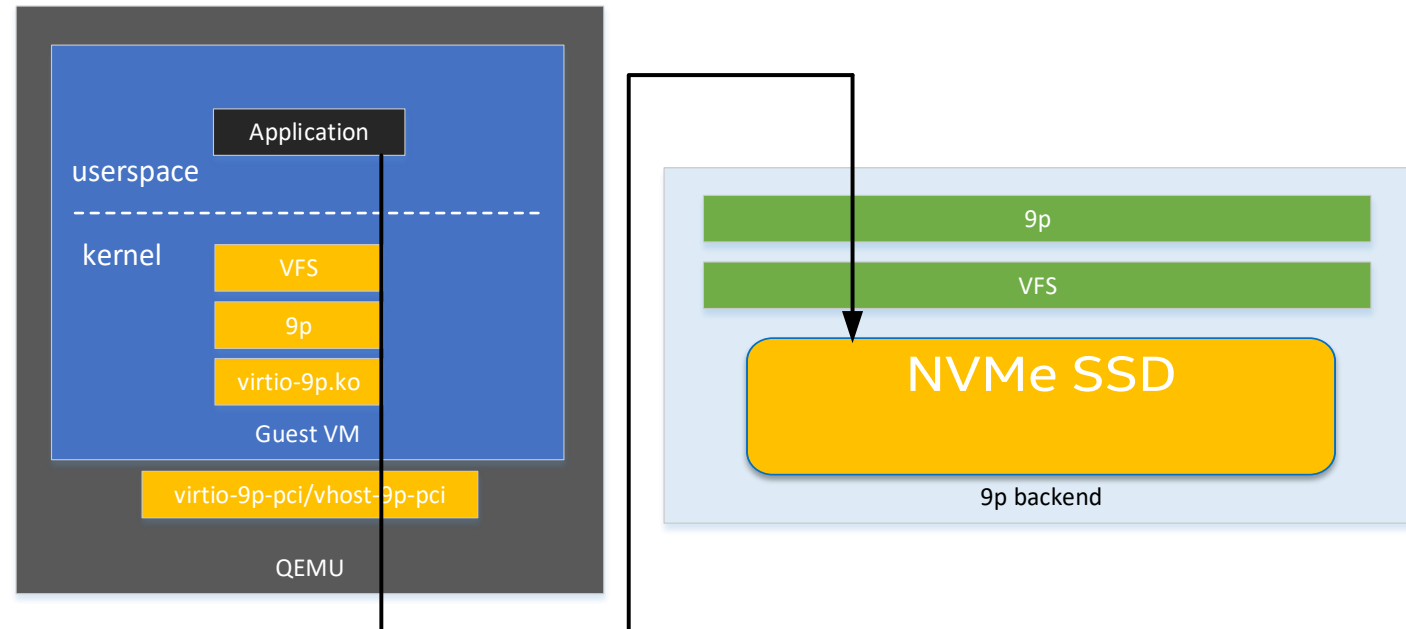 Application
userspace
kernel
VFS
9p
virtio-9p.ko
Guest VM
virtio-9p-pci/vhost-9p-pci
QEMU
9p
VFS
NVMe SSD
9p backend